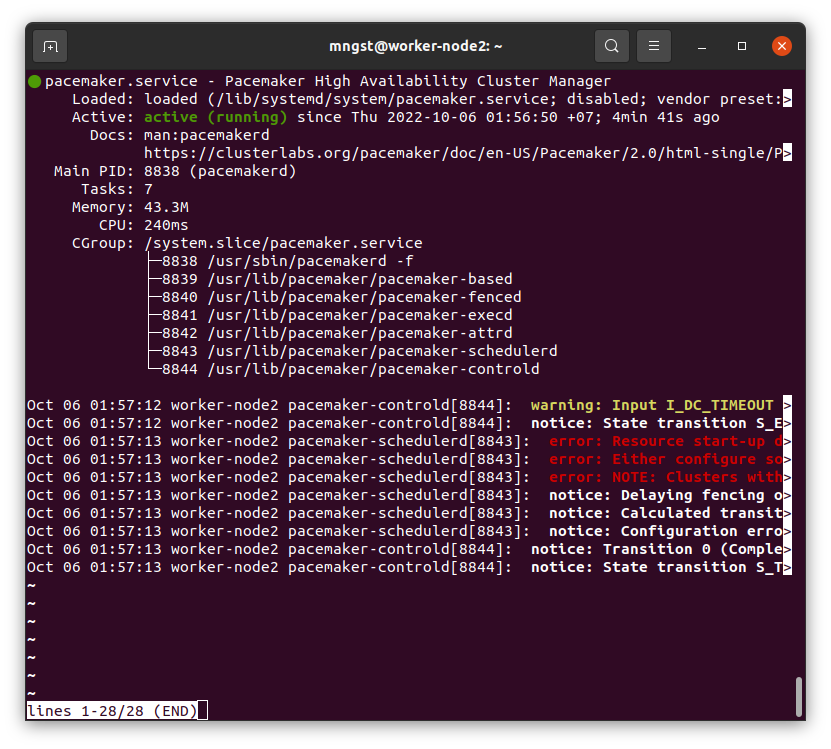 mngst@worker-node2: ~
pacemaker.service - Pacemaker High Availability Cluster Manager
Loaded: loaded (/lib/systemd/system/pacemaker.service; disabled; vendor preset:>
Active: active (running) since Thu 2022-10-06 01:56:50 +07; 4min 41s ago
Docs: man:pacemakerd
https://clusterlabs.org/pacemaker/doc/en-US/Pacemaker/2.0/html-single/P>
Main PID: 8838 (pacemakerd)
Tasks: 7
Memory: 43.3M
CPU: 240ms
CGroup: /system.slice/pacemaker.service
├─8838 /usr/sbin/pacemakerd -f
├─8839 /usr/lib/pacemaker/pacemaker-based
├─8840 /usr/lib/pacemaker/pacemaker-fenced
├─8841 /usr/lib/pacemaker/pacemaker-execd
├─8842 /usr/lib/pacemaker/pacemaker-attrd
├─8843 /usr/lib/pacemaker/pacemaker-schedulerd
└─8844 /usr/lib/pacemaker/pacemaker-controld
Oct 06 01:57:12 worker-node2 pacemaker-controld[8844]:  warning: Input I_DC_TIMEOUT >
Oct 06 01:57:12 worker-node2 pacemaker-controld[8844]:  notice: State transition S_E>
Oct 06 01:57:13 worker-node2 pacemaker-schedulerd[8843]:  error: Resource start-up d>
Oct 06 01:57:13 worker-node2 pacemaker-schedulerd[8843]:  error: Either configure so>
Oct 06 01:57:13 worker-node2 pacemaker-schedulerd[8843]:  error: NOTE: Clusters with>
Oct 06 01:57:13 worker-node2 pacemaker-schedulerd[8843]:  notice: Delaying fencing o>
Oct 06 01:57:13 worker-node2 pacemaker-schedulerd[8843]:  notice: Calculated transit>
Oct 06 01:57:13 worker-node2 pacemaker-schedulerd[8843]:  notice: Configuration erro>
Oct 06 01:57:13 worker-node2 pacemaker-controld[8844]:  notice: Transition 0 (Comple>
Oct 06 01:57:13 worker-node2 pacemaker-controld[8844]:  notice: State transition S_T>
~
~
~
~
~
~
~
lines 1-28/28 (END)